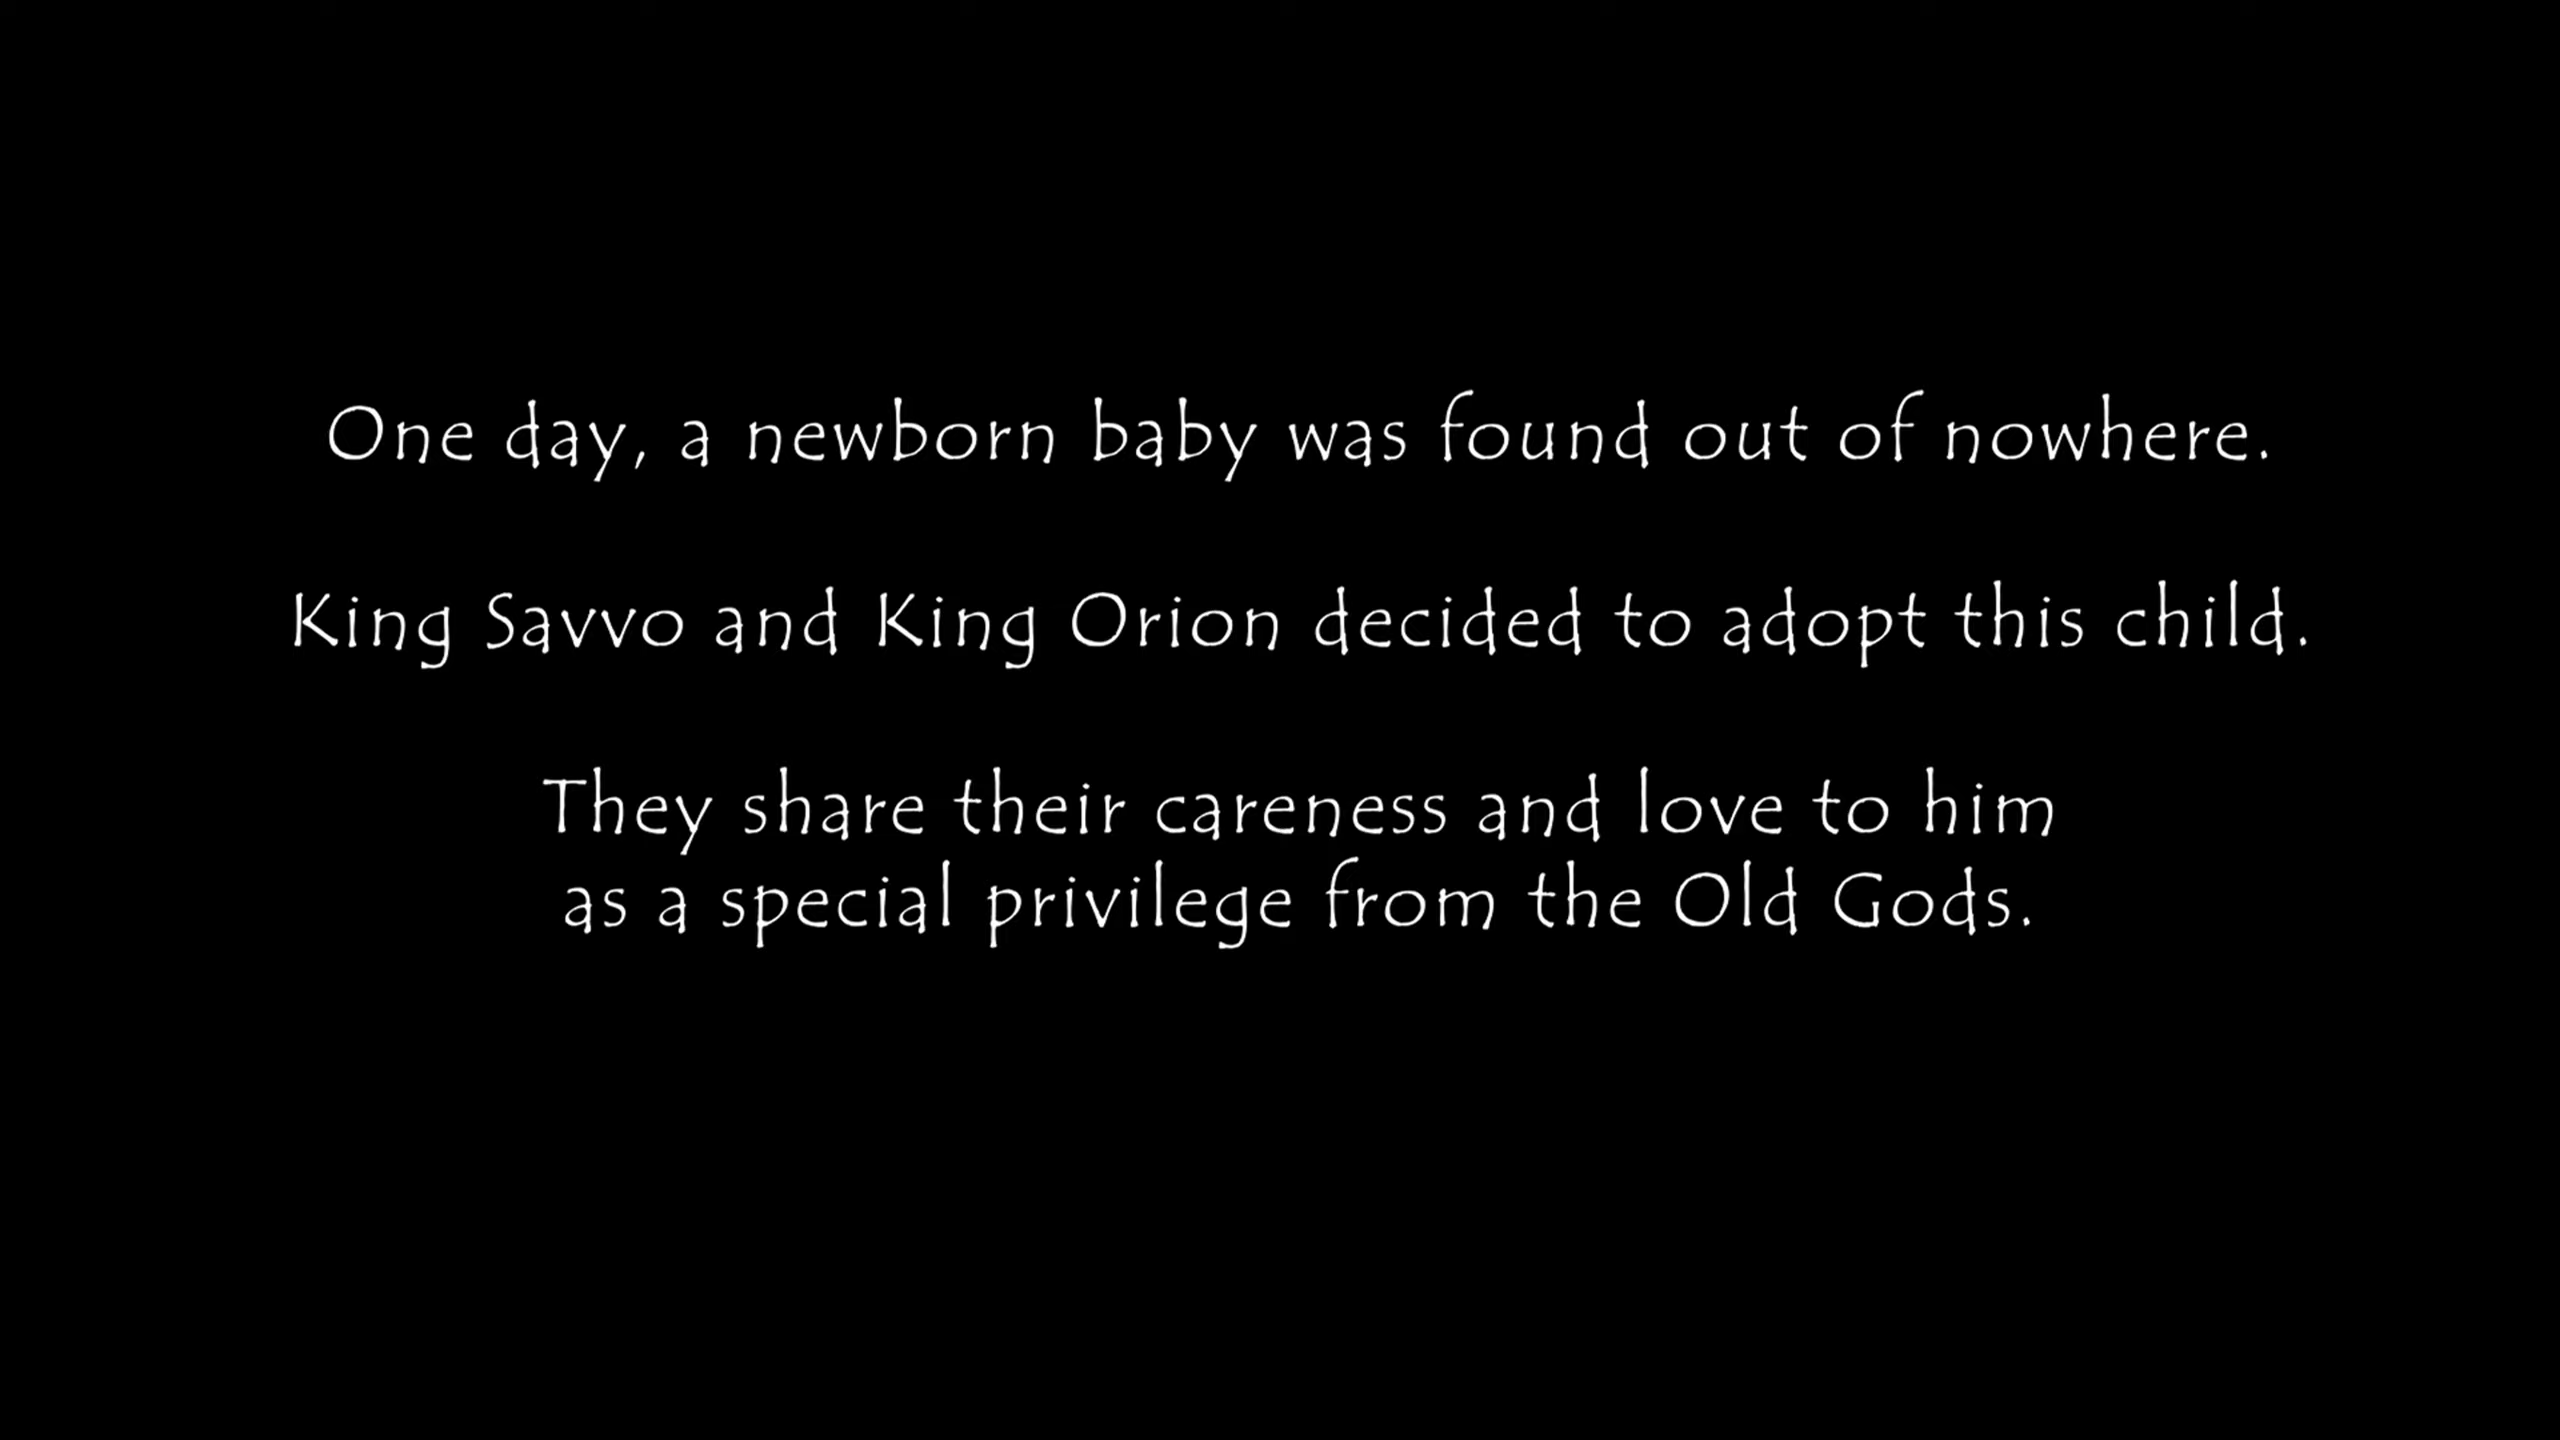 One day, a newborn baby was found out of nowhere.
King Savvo and King Orion decided to adopt this child.
They share their careness and love to him
as a special privilege from the Old Gods.